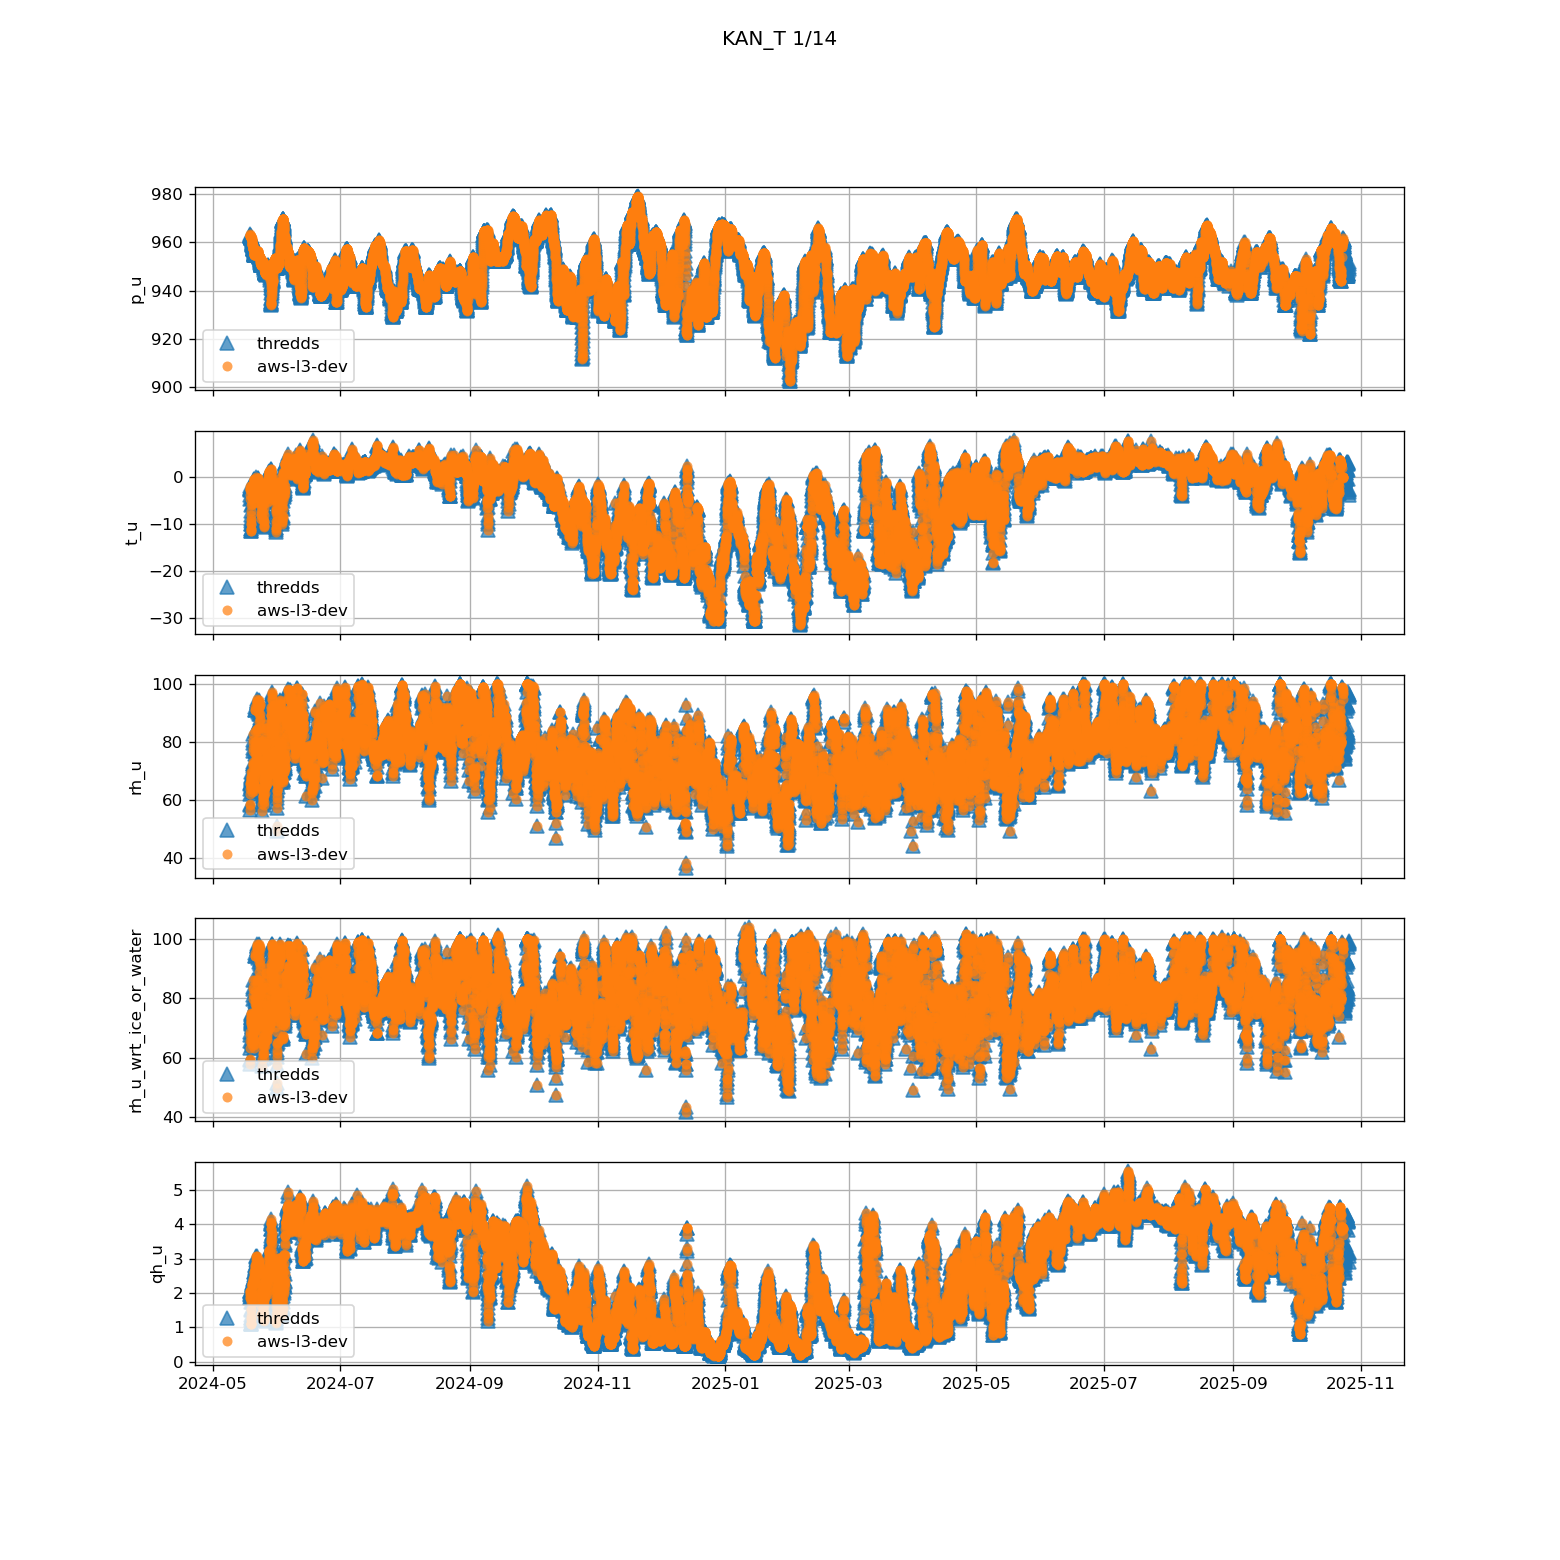 KAN_T 1/14
980
960
940
920
900
p_u
thredds
aws-l3-dev
0
−10
−20
−30
t_u
thredds
aws-l3-dev
100
80
60
40
rh_u
thredds
aws-l3-dev
100
80
60
40
rh_u_wrt_ice_or_water
thredds
aws-l3-dev
5
4
3
2
1
0
qh_u
thredds
aws-l3-dev
2024-05 2024-07 2024-09 2024-11 2025-01 2025-03 2025-05 2025-07 2025-09 2025-11